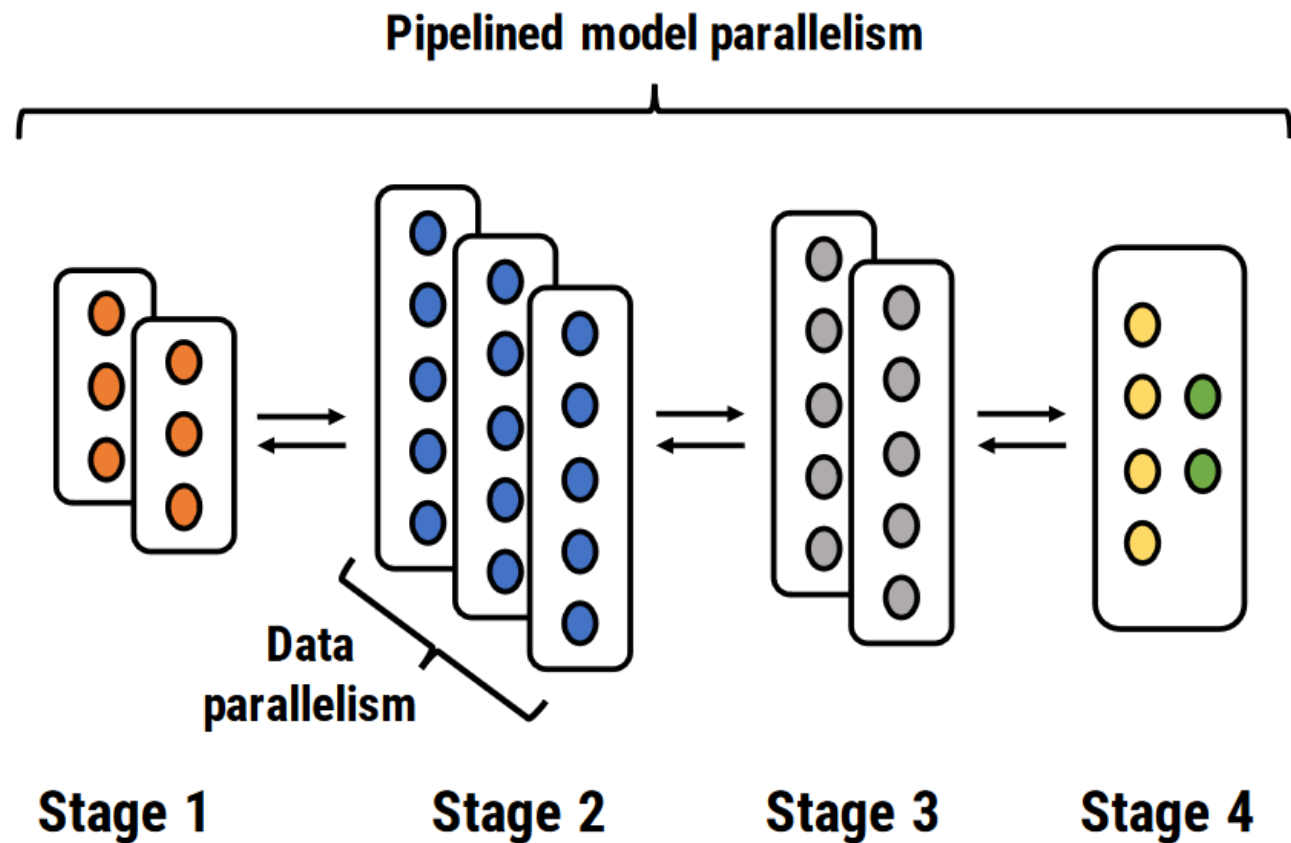 Pipelined model parallelism
Data
parallelism
Stage 1
Stage 2
Stage 3
Stage 4